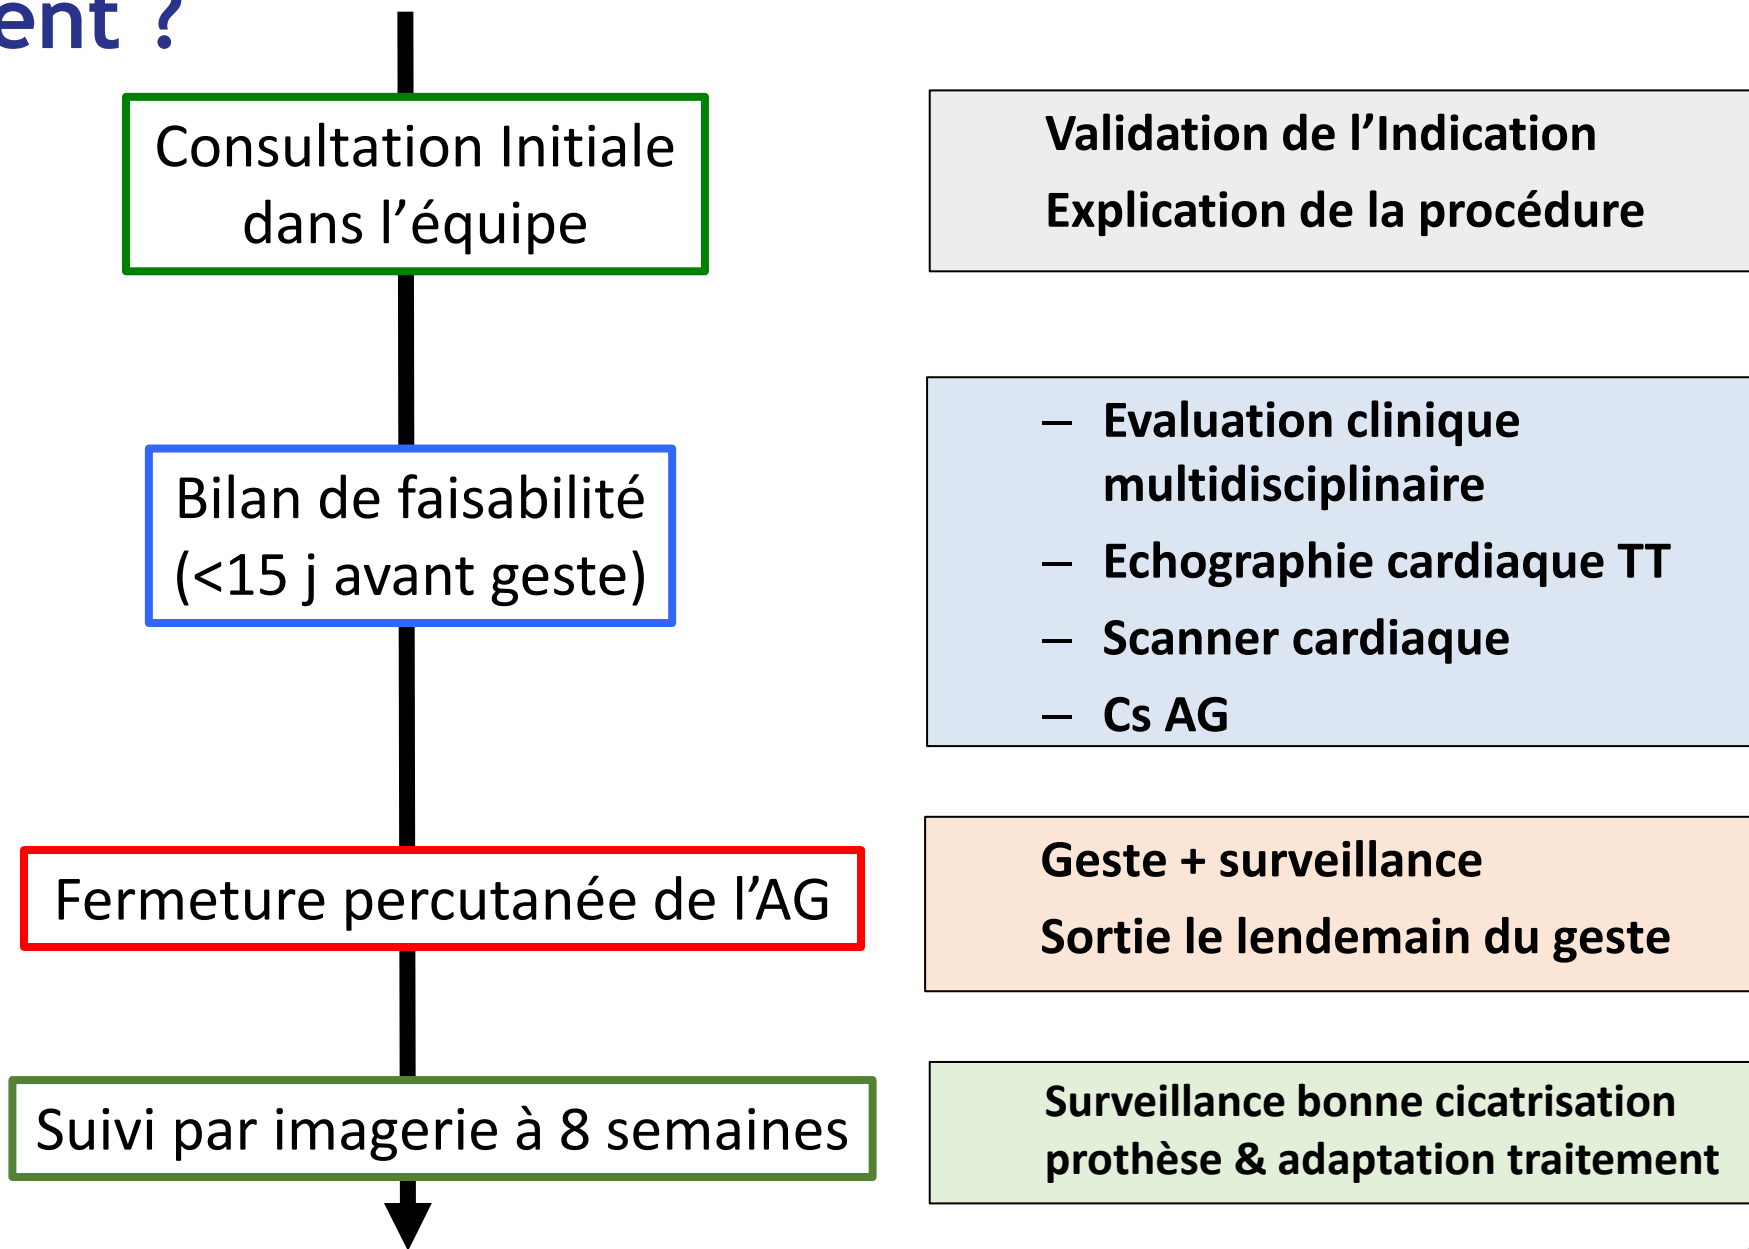 ent ?
Consultation Initiale
dans l’équipe
Validation de l’Indication
Explication de la procédure
Bilan de faisabilité
(<15 j avant geste)
– Evaluation clinique
multidisciplinaire
– Echographie cardiaque TT
– Scanner cardiaque
– Cs AG
Fermeture percutanée de l’AG
Geste + surveillance
Sortie le lendemain du geste
Suivi par imagerie à 8 semaines
Surveillance bonne cicatrisation
prothèse & adaptation traitement